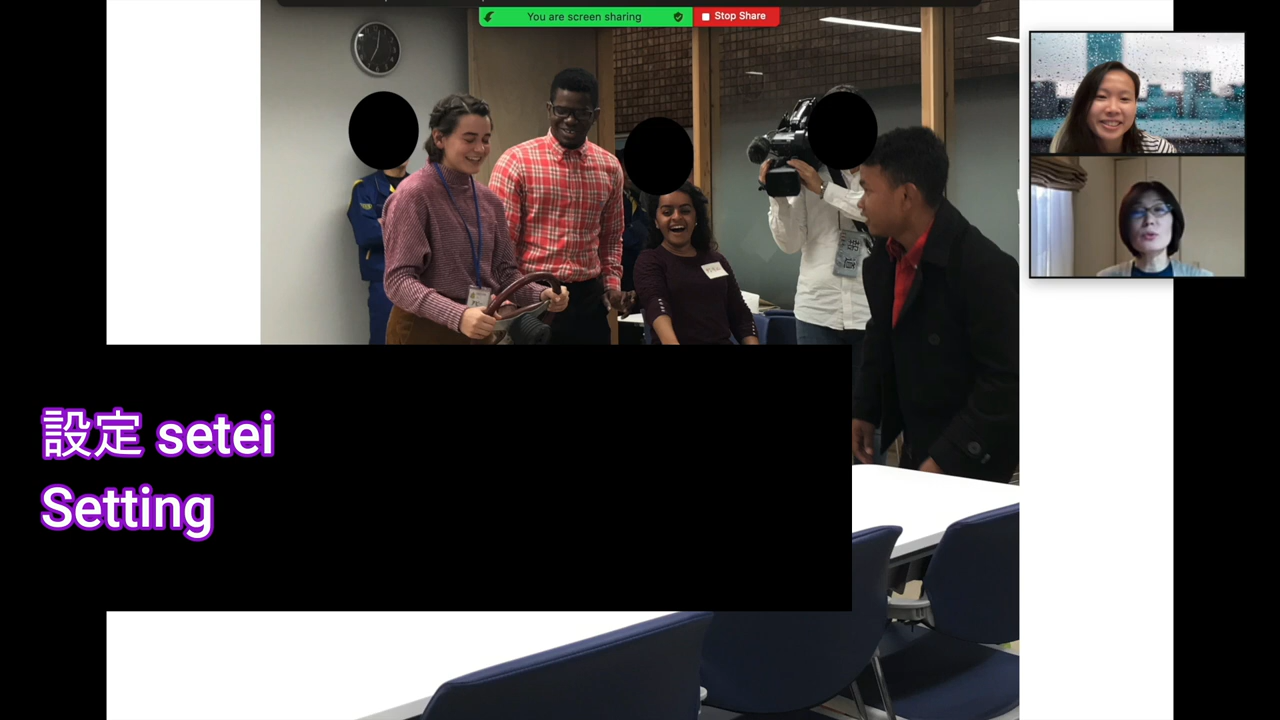 You are screen sharing
Stop Share
設定 setei
Setting